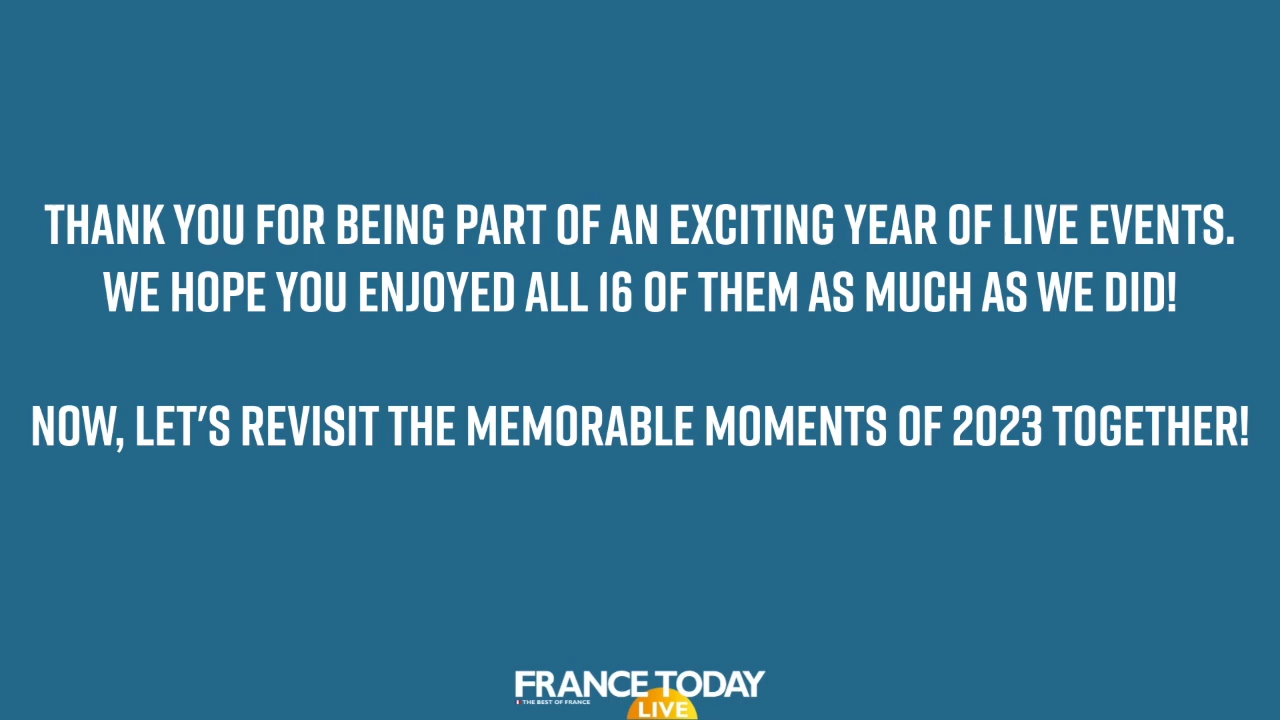 THANK YOU FOR BEING PART OF AN EXCITING YEAR OF LIVE EVENTS.
WE HOPE YOU ENJOYED ALL 16 OF THEM AS MUCH AS WE DID!
NOW, LET'S REVISIT THE MEMORABLE MOMENTS OF 2023 TOGETHER!
FRANCE TODAY
THE BEST OF FRANCE
LIVE